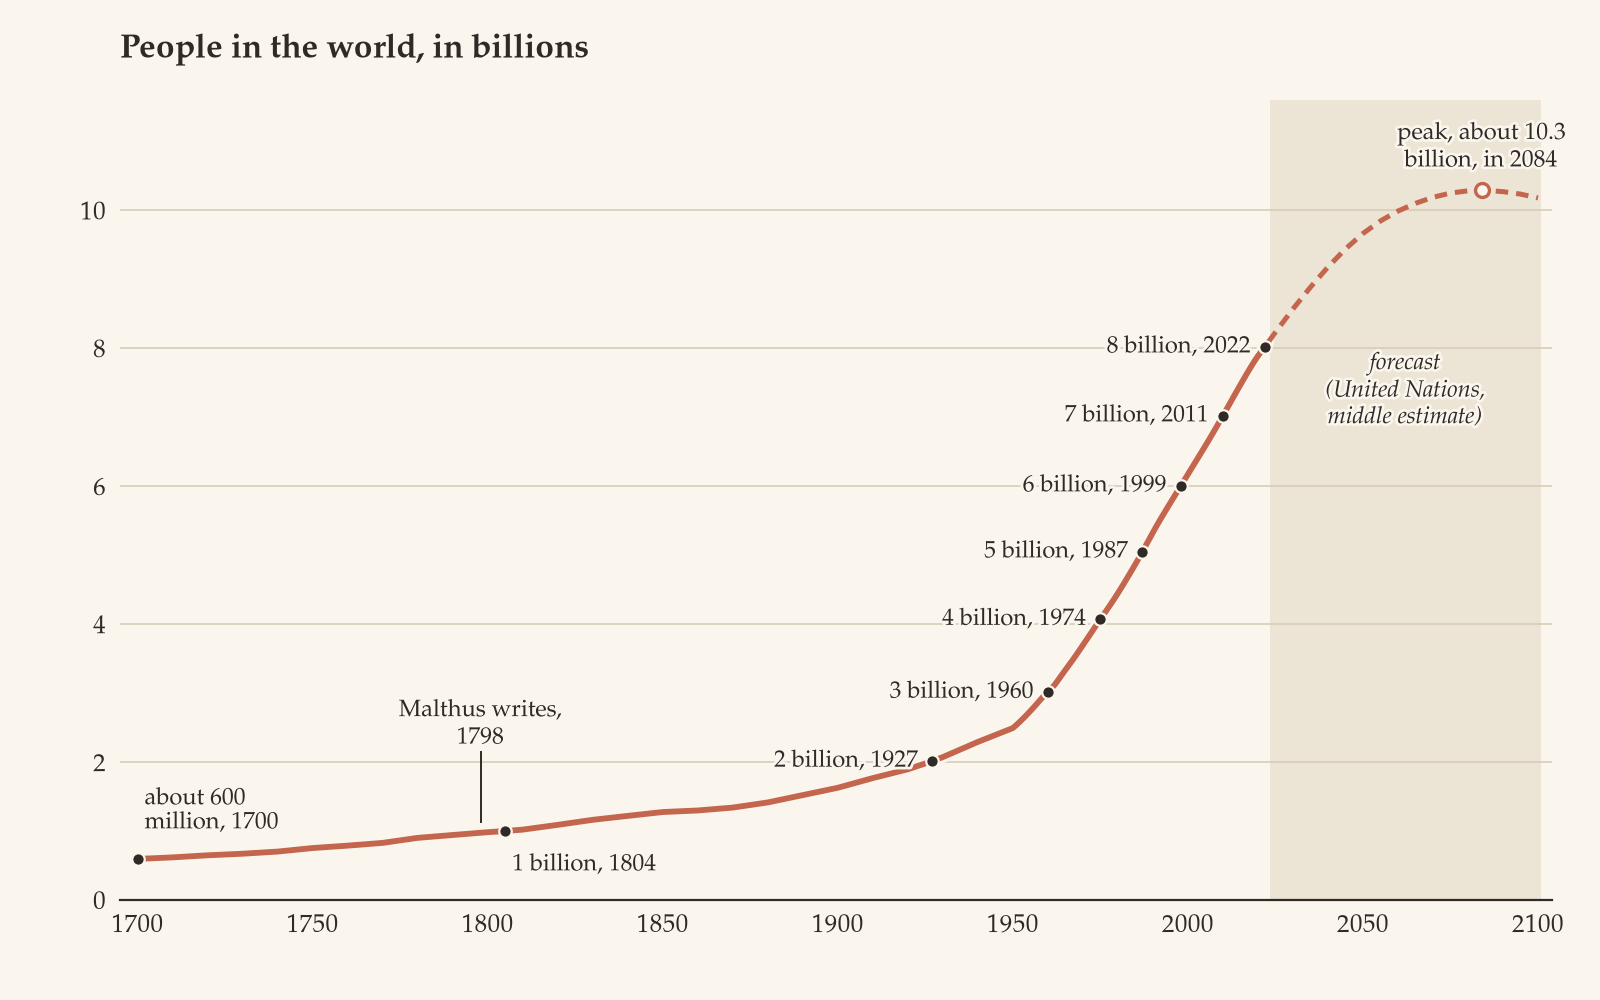 People in the world, in billions
peak, about 10.3
billion, in 2084
10
8 billion, 2022
8
forecast
(United Nations,
middle estimate)
7 billion, 2011
6 billion, 1999
6
5 billion, 1987
4 billion, 1974
4
3 billion, 1960
Malthus writes,
1798
2 billion, 1927
2
about 600
million, 1700
1 billion, 1804
0
1700 1750 1800 1850 1900 1950 2000 2050 2100